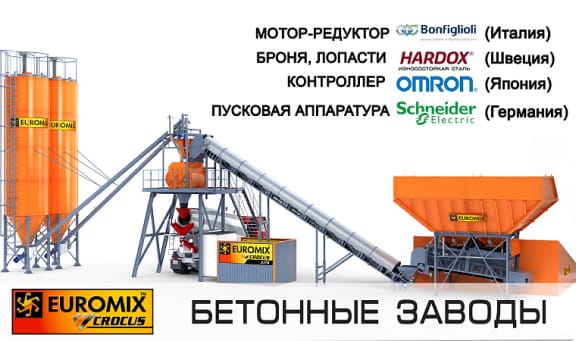 МОТОР-РЕДУКТОР Bonfiglioli (Италия)
БРОНЯ, ЛОПАСТИ HARDOX® (Швеция)
ИЗНОСОСТОЙКАЯ СТАЛЬ
КОНТРОЛЛЕР OMRON® (Япония)
ПУСКОВАЯ АППАРАТУРА Schneider Electric (Германия)
EUROMIX
EUROMIX
EUROMIX
EUROMIX
CROCUS
EUROMIX™
CROCUS
БЕТОННЫЕ ЗАВОДЫ